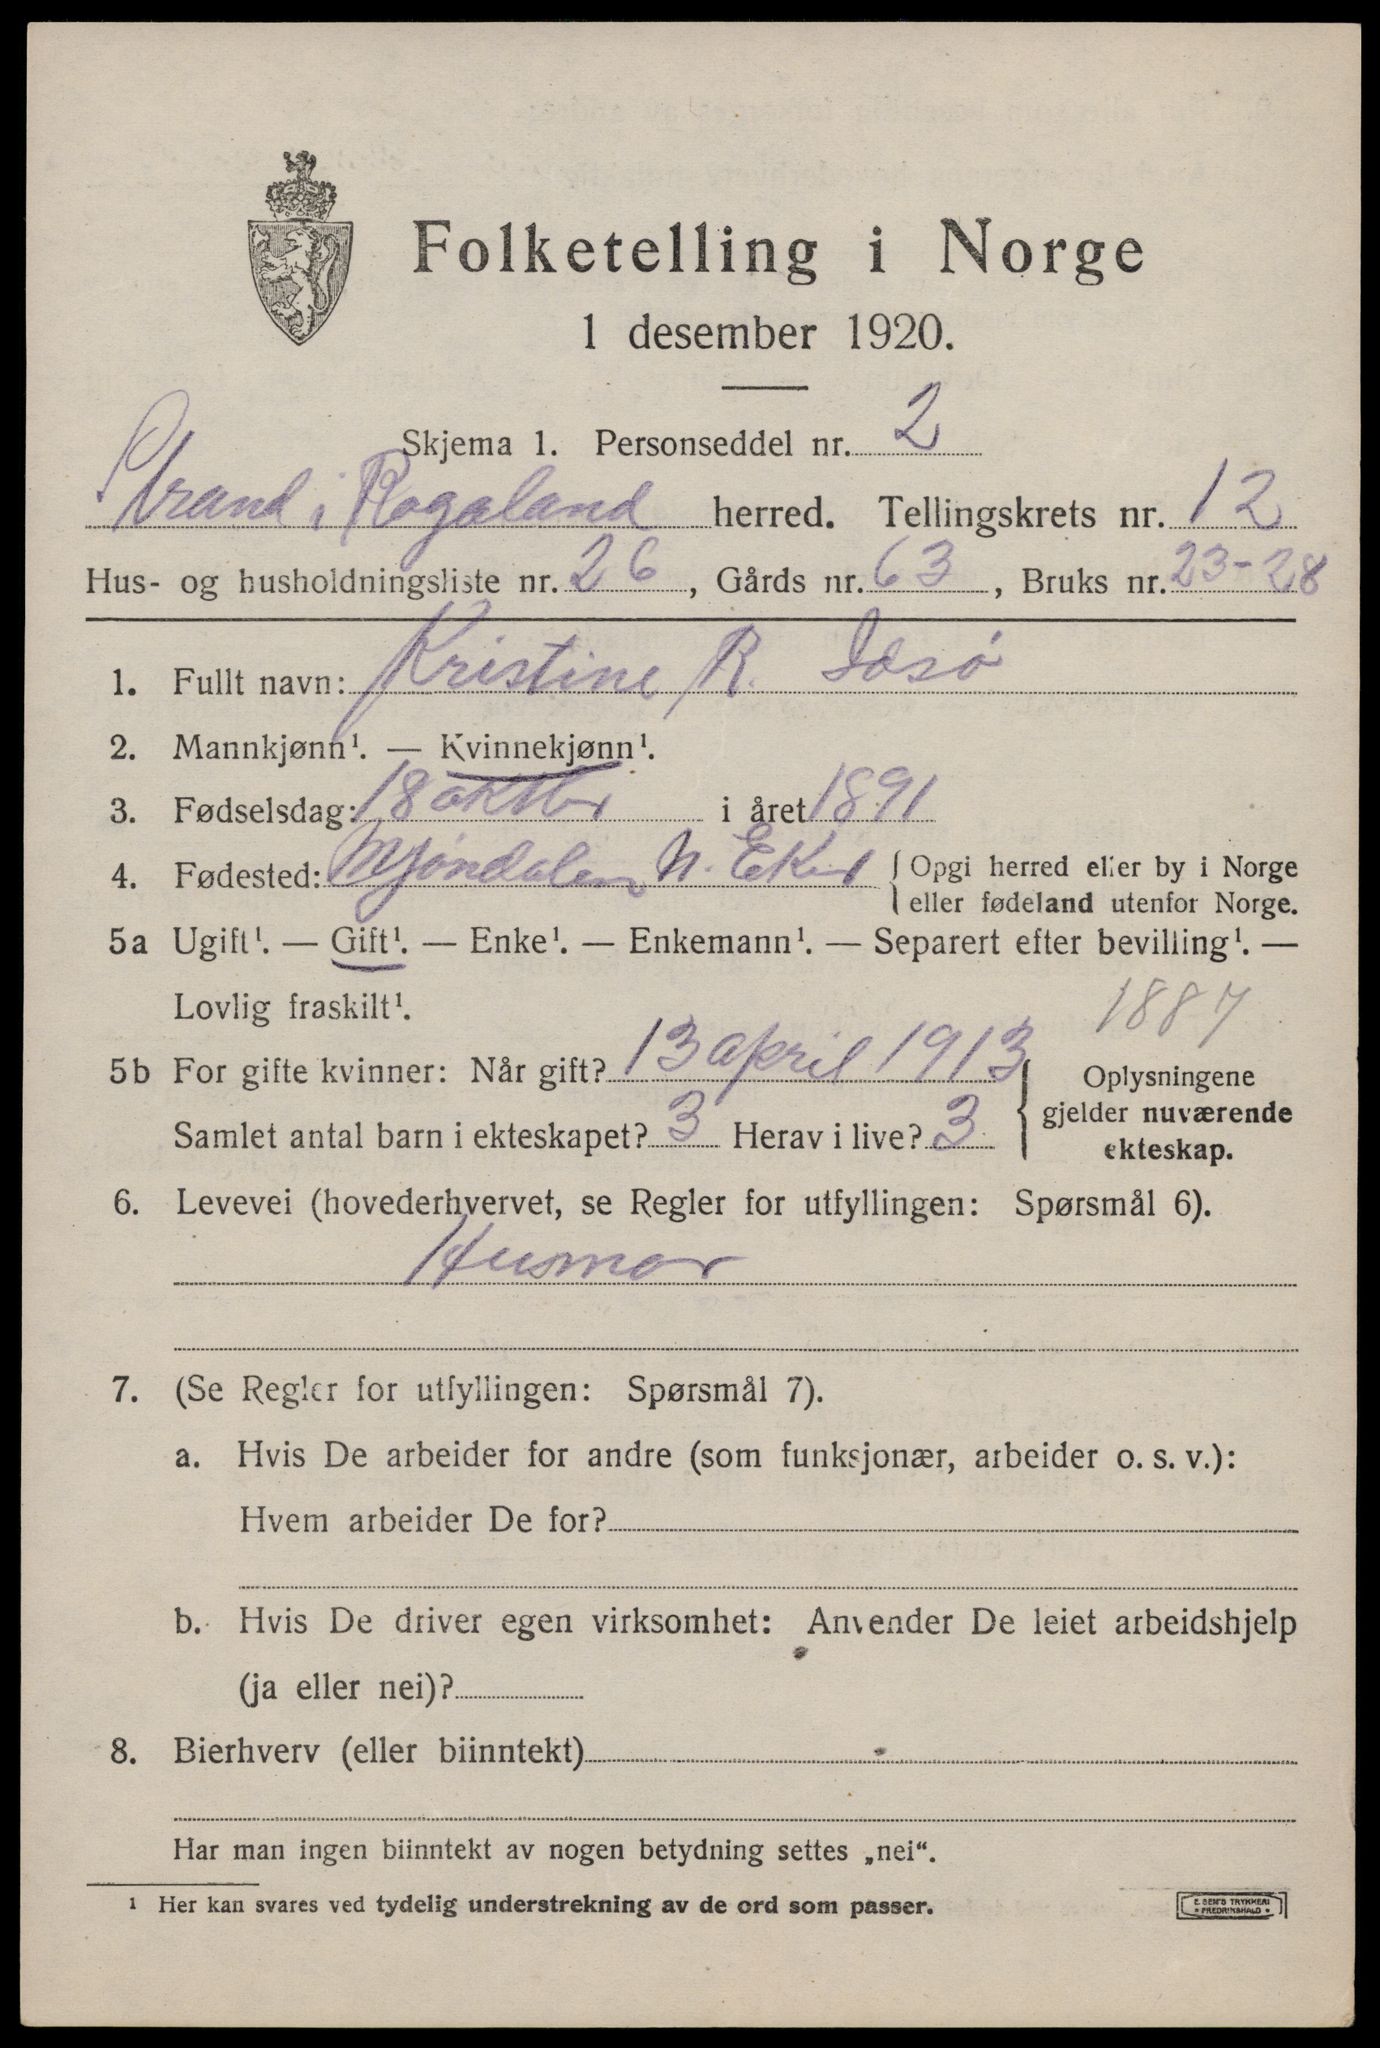 Folketelling i Norge
1 desember 1920.
Skjema 1. Personseddel nr. 2
Strand i Rogaland herred. Tellingskrets nr. 12
Hus- og husholdningsliste nr. 26, Gårds nr. 63, Bruks nr. 23-28
1. Fullt navn: Kristine R. Idsö
2. Mannkjønn¹. — Kvinnekjønn¹.
3. Fødselsdag: 18 oktbr i året 1891
4. Fødested: Mjöndalen N. Eker { Opgi herred eller by i Norge
eller fødeland utenfor Norge.
5a Ugift¹. — Gift¹. — Enke¹. — Enkemann¹. — Separert efter bevilling¹. —
Lovlig fraskilt¹.
1887
5b For gifte kvinner: Når gift? 13 april 1913
Samlet antal barn i ekteskapet? 3 Herav i live? 3
} Oplysningene
gjelder nuværende
ekteskap.
6. Levevei (hovederhvervet, se Regler for utfyllingen: Spørsmål 6).
Husmor
7. (Se Regler for utfyllingen: Spørsmål 7).
a. Hvis De arbeider for andre (som funksjonær, arbeider o. s. v.):
Hvem arbeider De for?
b. Hvis De driver egen virksomhet: Anvender De leiet arbeidshjelp
(ja eller nei)?
8. Bierhverv (eller biinntekt)
Har man ingen biinntekt av nogen betydning settes „nei“.
¹ Her kan svares ved tydelig understrekning av de ord som passer.
E. SEM'S TRYKKERI
FREDRIKSHALD